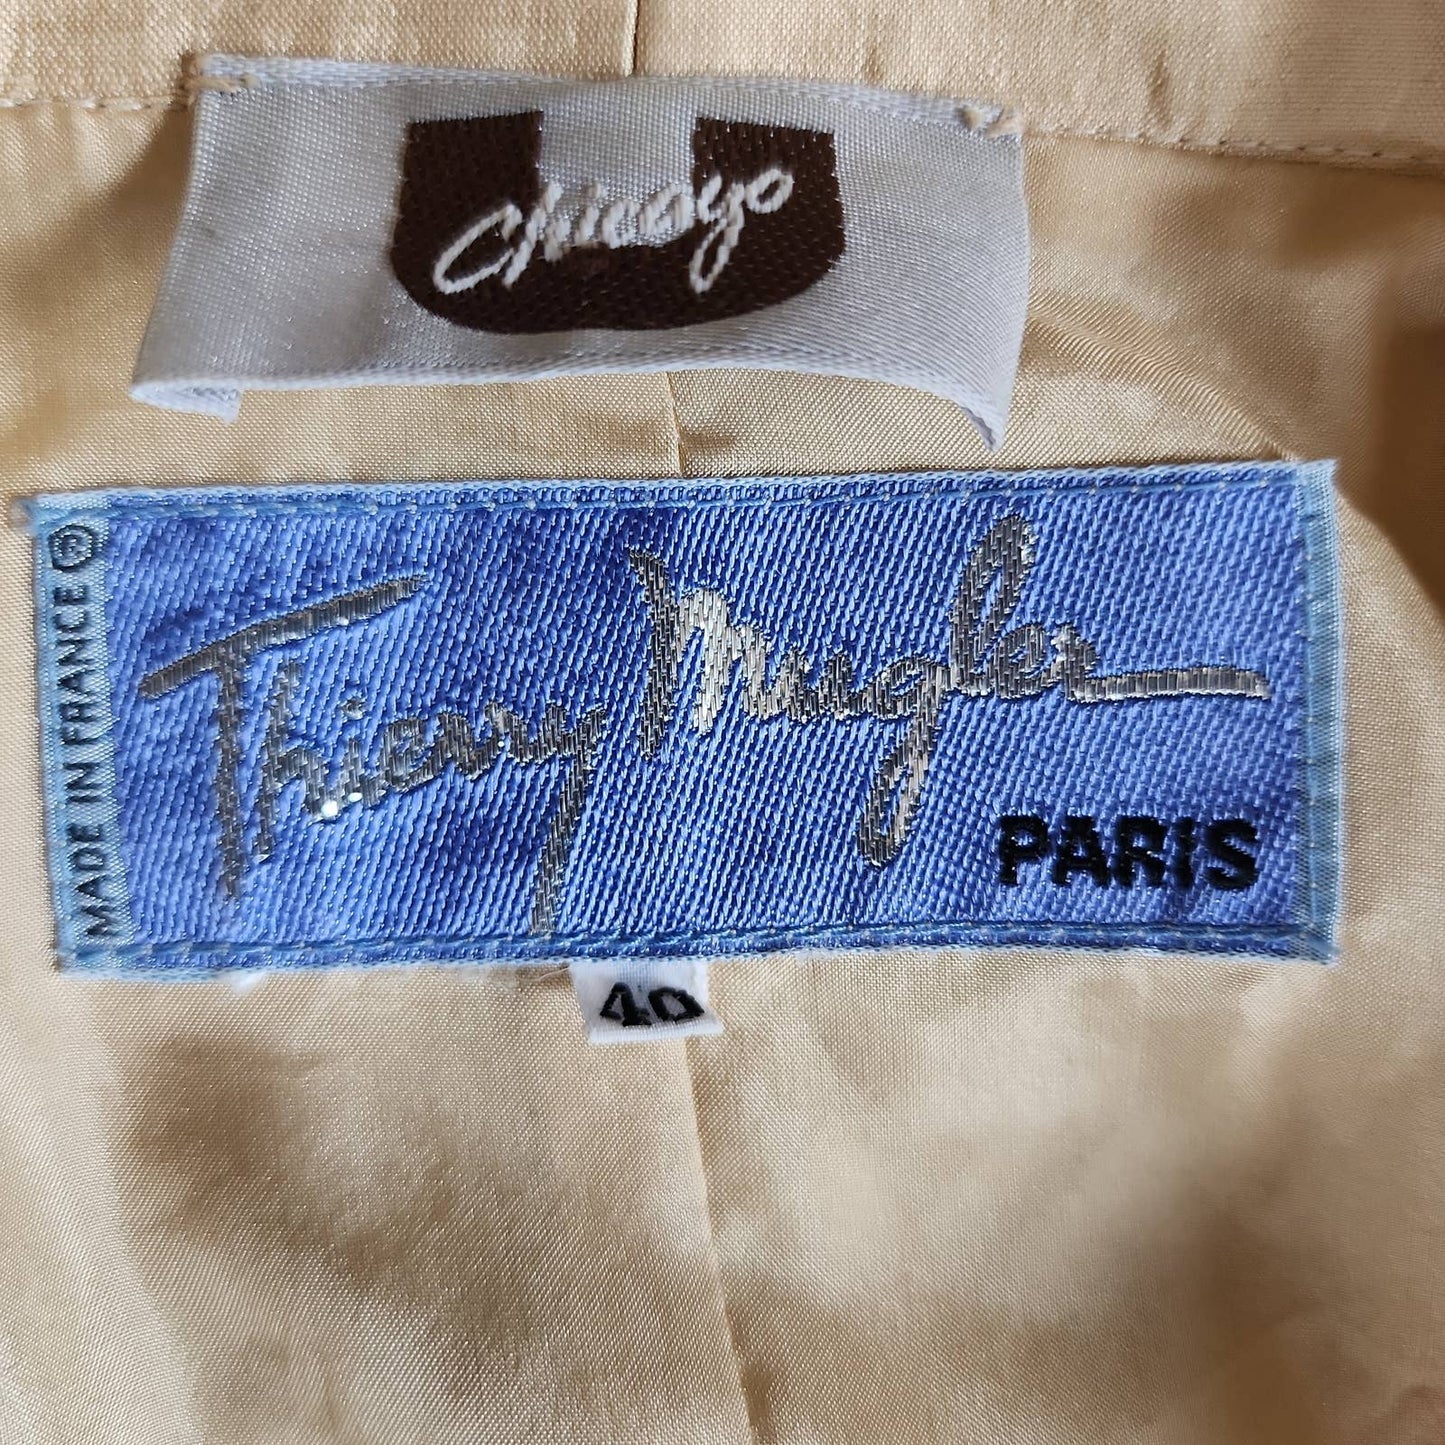 Chicago
MADE IN FRANCE ®
Thierry Mugler
PARIS
40